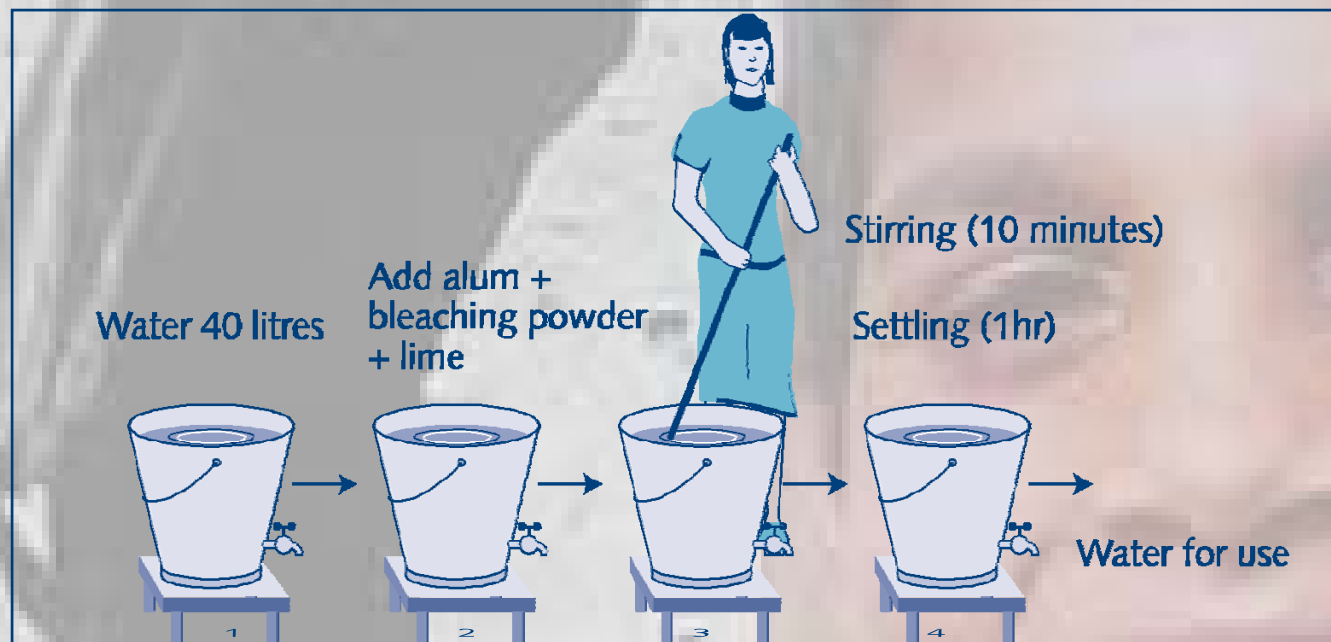 Water 40 litres
Add alum +
bleaching powder
+ lime
Stirring (10 minutes)
Settling (1hr)
Water for use
1
2
3
4